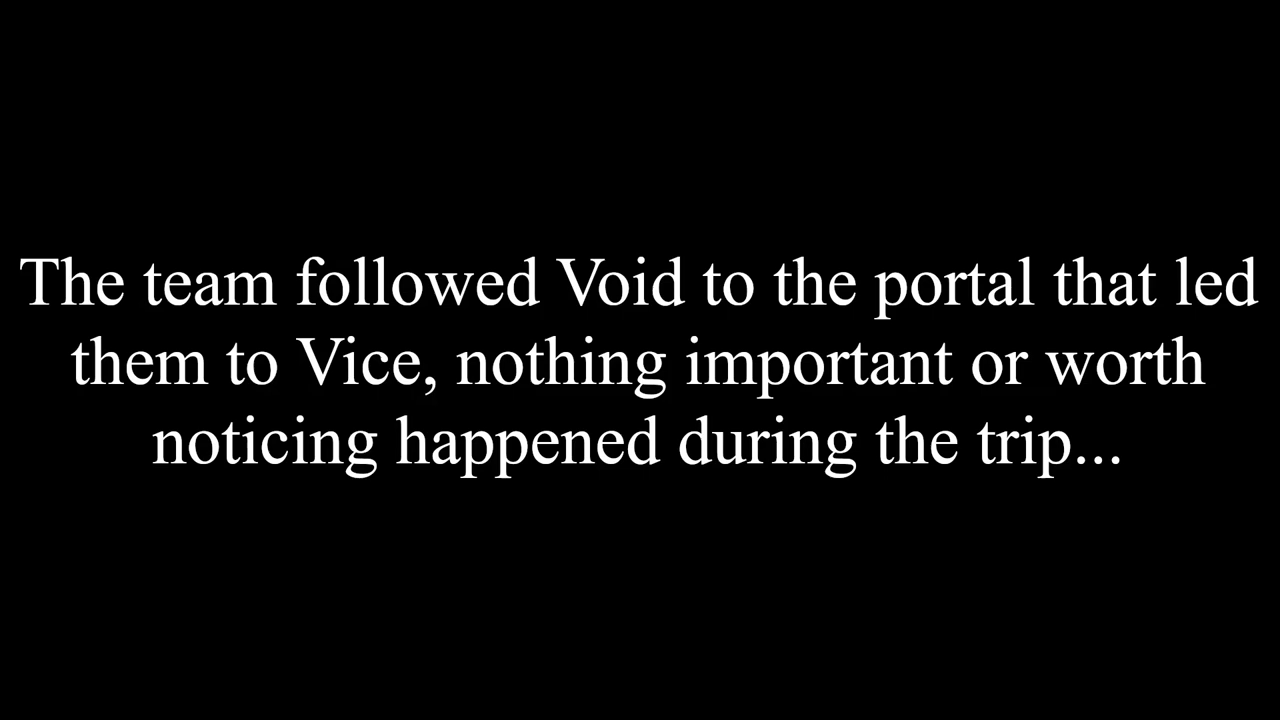 The team followed Void to the portal that led
them to Vice, nothing important or worth
noticing happened during the trip...